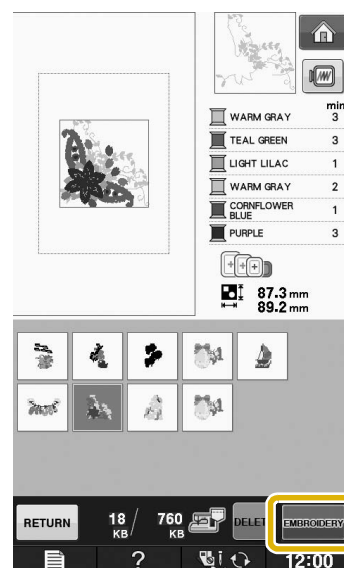 min
WARM GRAY 3
TEAL GREEN 3
LIGHT LILAC 1
WARM GRAY 2
CORNFLOWER
BLUE 1
PURPLE 3
87.3 mm
89.2 mm
RETURN
18 / 760
KB KB
DELET
EMBROIDERY
?
12:00